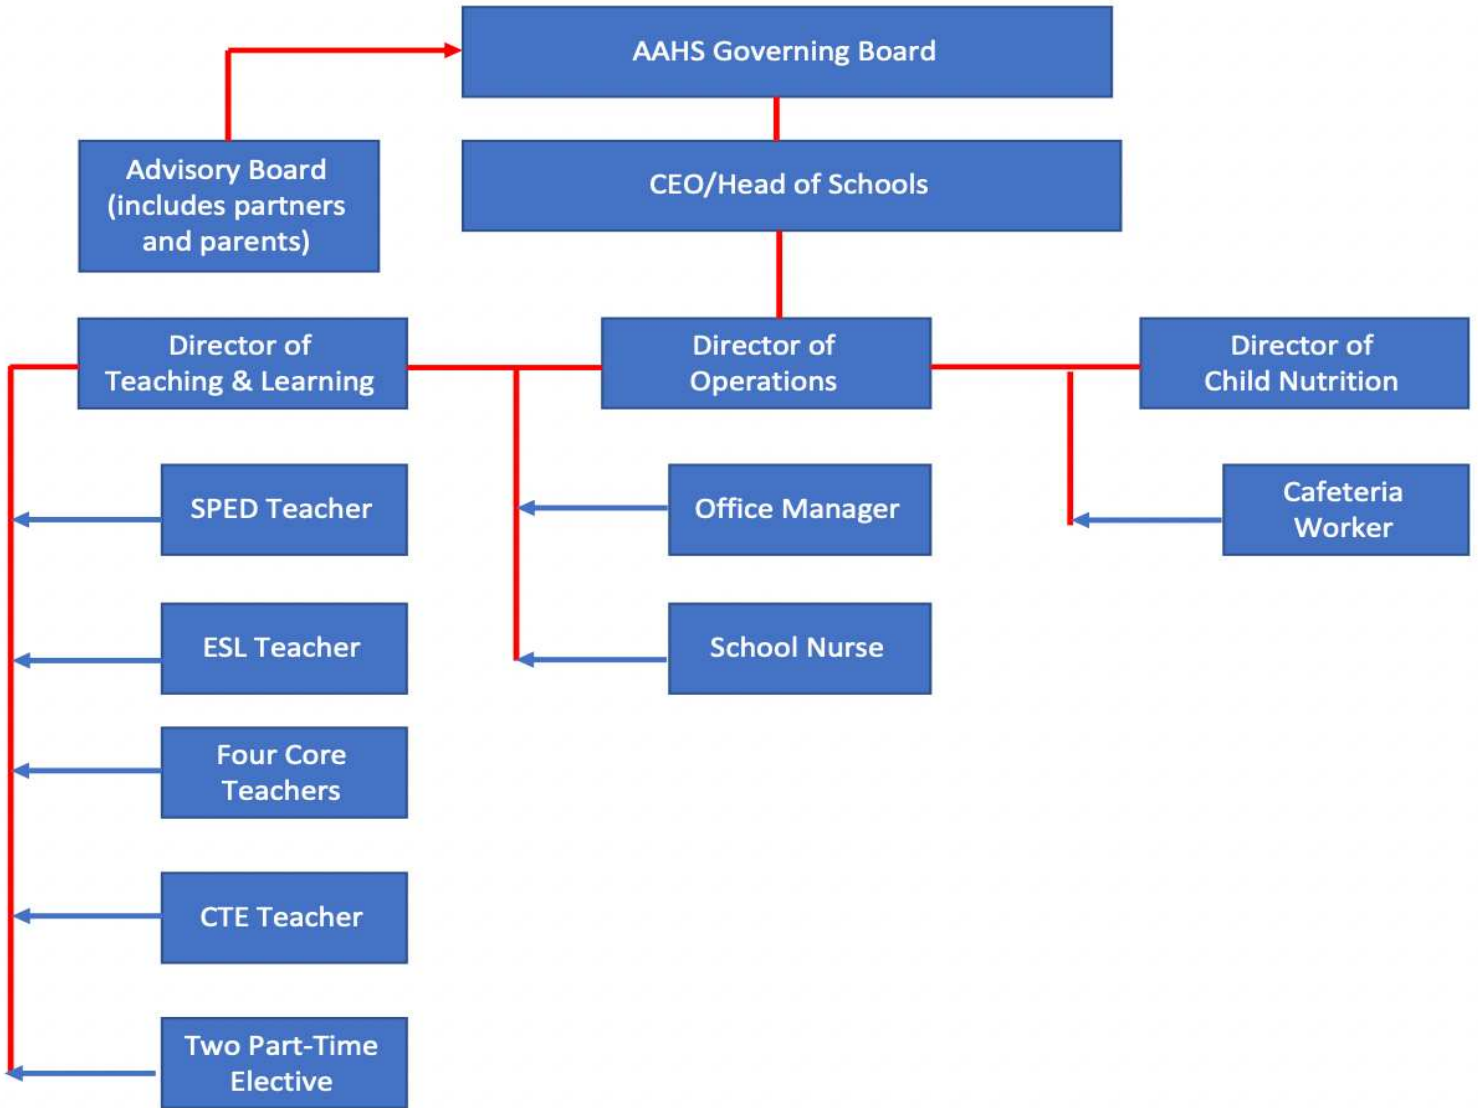 AAHS Governing Board
Advisory Board
(includes partners
and parents)
CEO/Head of Schools
Director of
Teaching & Learning
Director of
Operations
Director of
Child Nutrition
SPED Teacher
Office Manager
Cafeteria
Worker
ESL Teacher
School Nurse
Four Core
Teachers
CTE Teacher
Two Part-Time
Elective